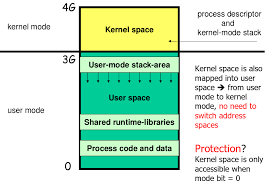 4G
kernel mode
Kernel space
process descriptor
and
kernel-mode stack
3G
User-mode stack-area
user mode
User space
Shared runtime-libraries
Process code and data
0
Kernel space is also
mapped into user
space → from user
mode to kernel
mode, no need to
switch address
spaces
Protection?
Kernel space is only
accessible when
mode bit = 0